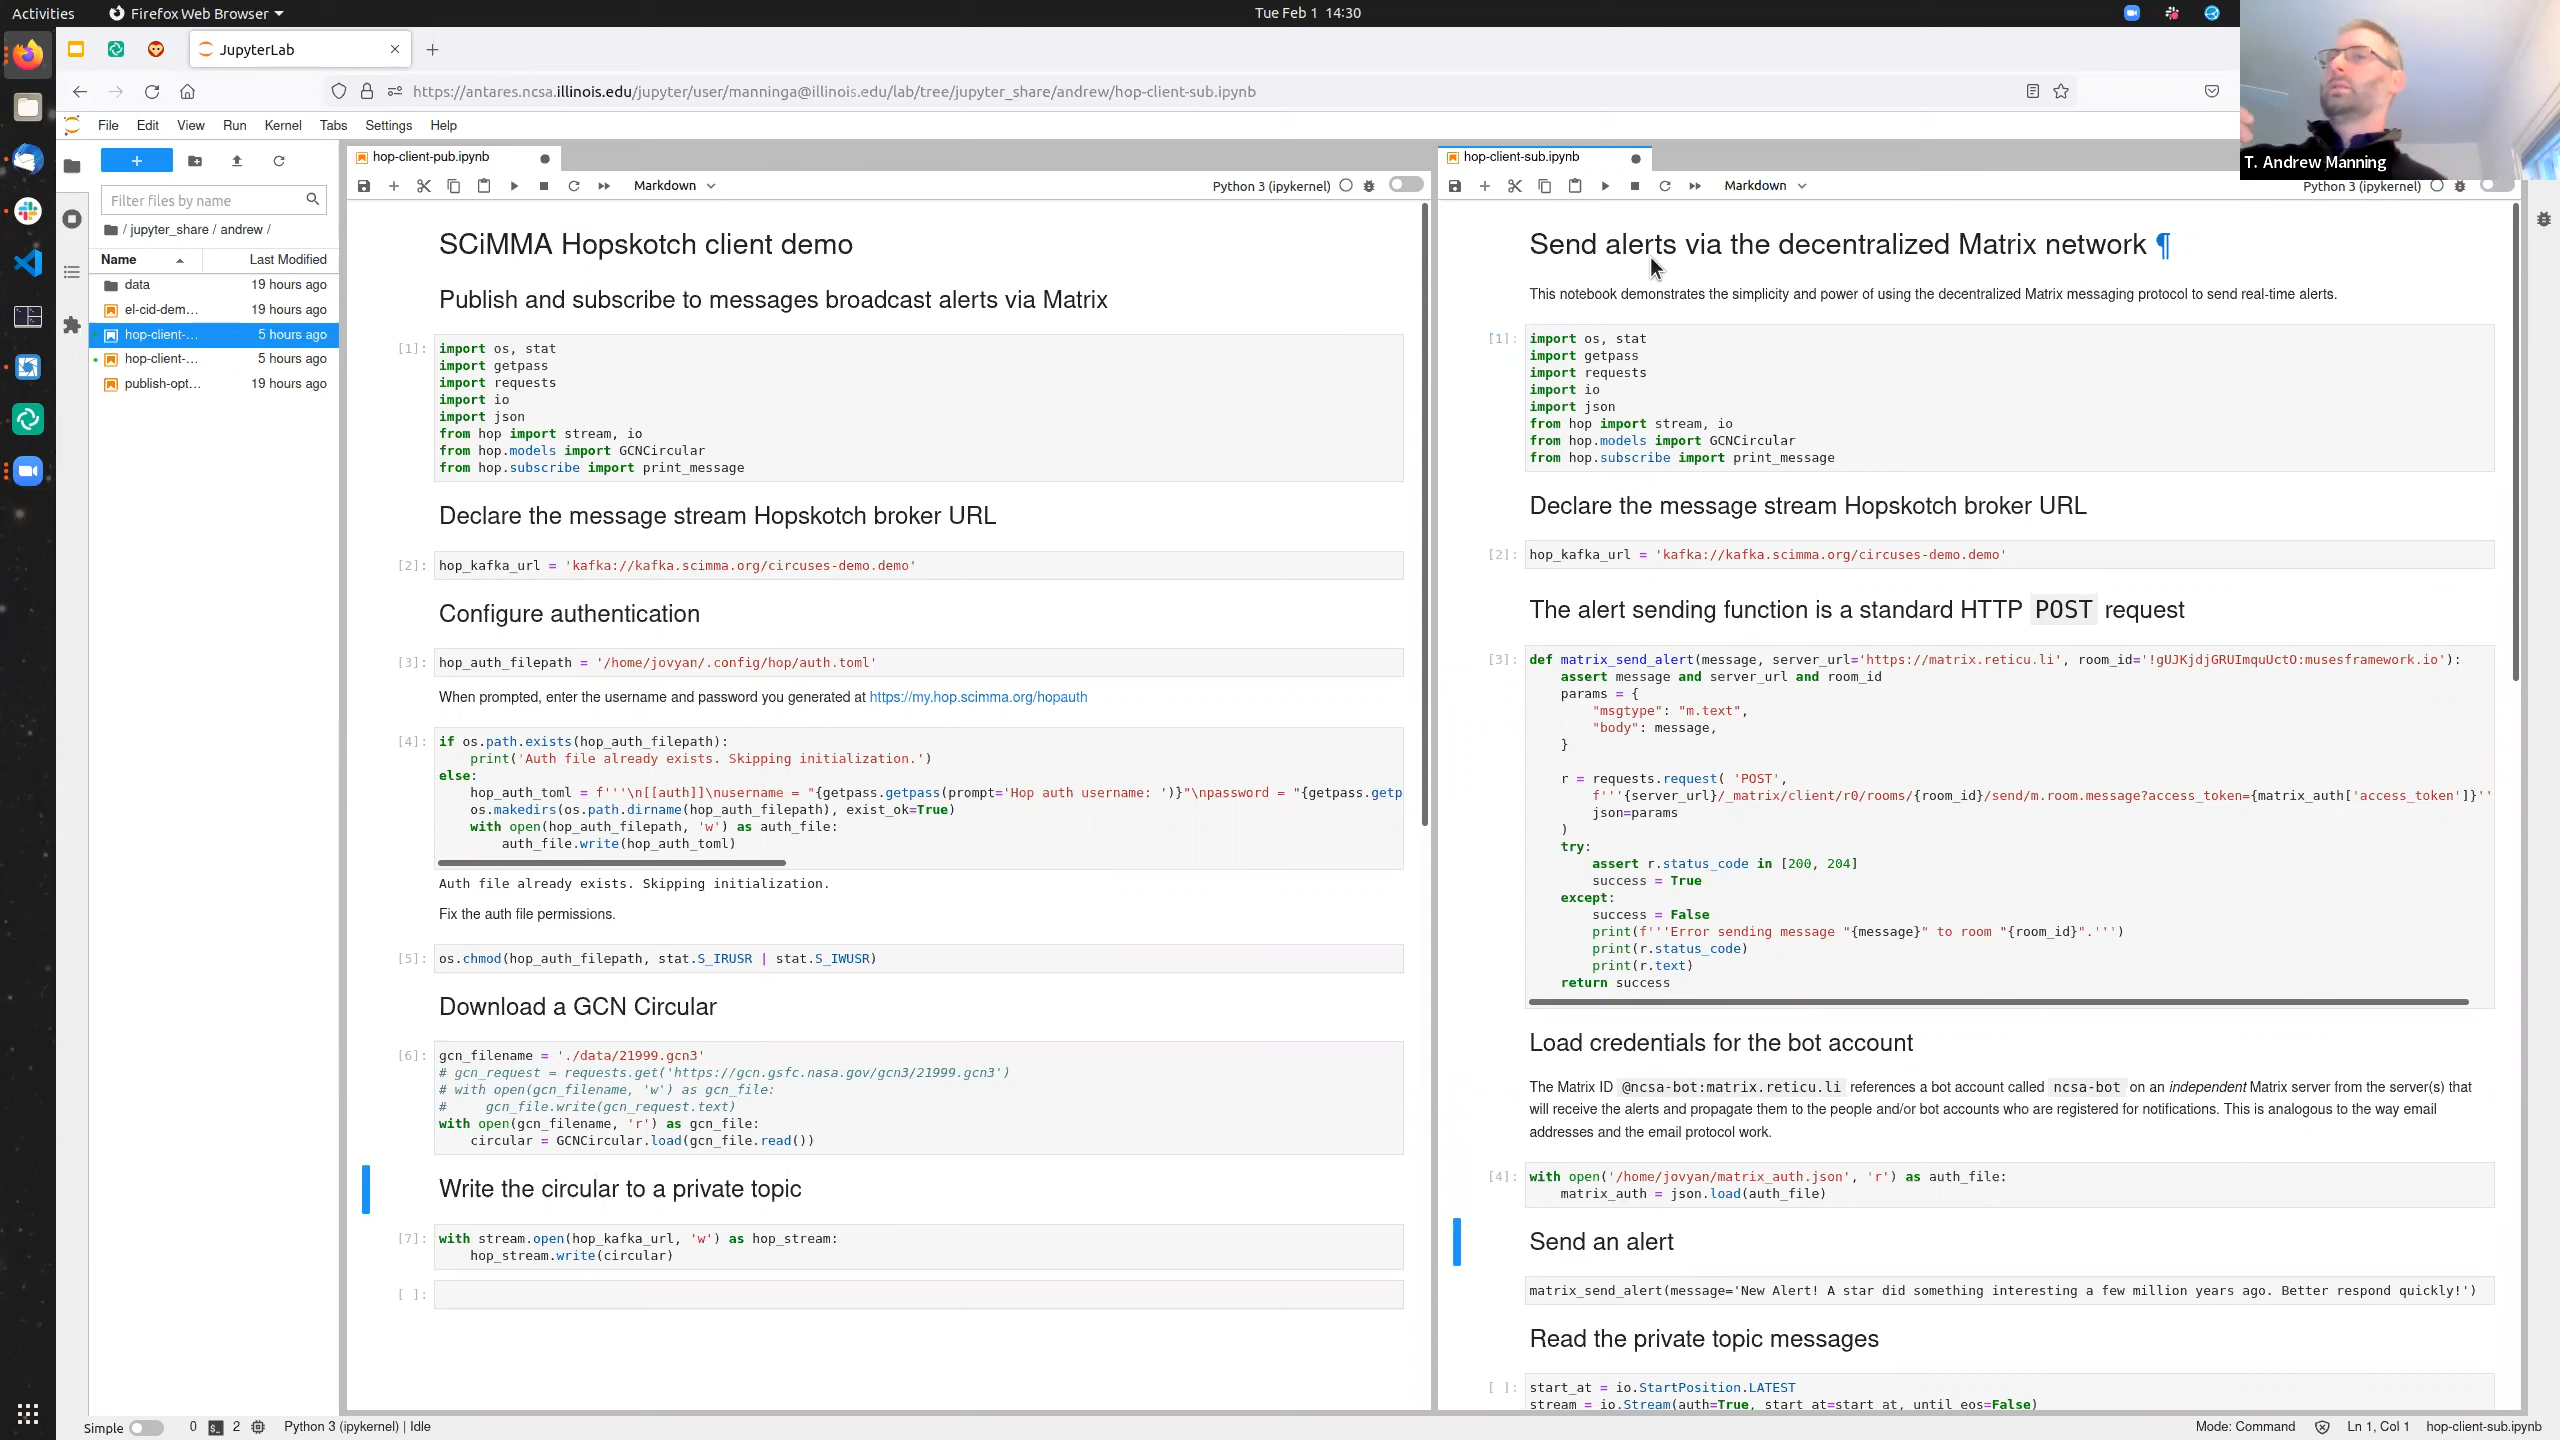 Activities
Firefox Web Browser
Tue Feb 1 14:30
JupyterLab
https://antares.ncsa.illinois.edu/jupyter/user/manninga@illinois.edu/lab/tree/jupyter_share/andrew/hop-client-sub.ipynb
File Edit View Run Kernel Tabs Settings Help
T. Andrew Manning
Filter files by name
/ jupyter_share / andrew /
Name Last Modified
data 19 hours ago
el-cid-dem... 19 hours ago
hop-client-... 5 hours ago
hop-client-... 5 hours ago
publish-opt... 19 hours ago
hop-client-pub.ipynb
Markdown Python 3 (ipykernel)
SCiMMA Hopskotch client demo
Publish and subscribe to messages broadcast alerts via Matrix
[1]: import os, stat
import getpass
import requests
import io
import json
from hop import stream, io
from hop.models import GCNCircular
from hop.subscribe import print_message
Declare the message stream Hopskotch broker URL
[2]: hop_kafka_url = 'kafka://kafka.scimma.org/circuses-demo.demo'
Configure authentication
[3]: hop_auth_filepath = '/home/jovyan/.config/hop/auth.toml'
When prompted, enter the username and password you generated at https://my.hop.scimma.org/hopauth
[4]: if os.path.exists(hop_auth_filepath):
print('Auth file already exists. Skipping initialization.')
else:
hop_auth_toml = f'''\n[[auth]]\nusername = "{getpass.getpass(prompt='Hop auth username: ')}"\npassword = "{getpass.getp
os.makedirs(os.path.dirname(hop_auth_filepath), exist_ok=True)
with open(hop_auth_filepath, 'w') as auth_file:
auth_file.write(hop_auth_toml)
Auth file already exists. Skipping initialization.
Fix the auth file permissions.
[5]: os.chmod(hop_auth_filepath, stat.S_IRUSR | stat.S_IWUSR)
Download a GCN Circular
[6]: gcn_filename = './data/21999.gcn3'
# gcn_request = requests.get('https://gcn.gsfc.nasa.gov/gcn3/21999.gcn3')
# with open(gcn_filename, 'w') as gcn_file:
# gcn_file.write(gcn_request.text)
with open(gcn_filename, 'r') as gcn_file:
circular = GCNCircular.load(gcn_file.read())
Write the circular to a private topic
[7]: with stream.open(hop_kafka_url, 'w') as hop_stream:
hop_stream.write(circular)
[ ]:
hop-client-sub.ipynb
Markdown Python 3 (ipykernel)
Send alerts via the decentralized Matrix network ¶
This notebook demonstrates the simplicity and power of using the decentralized Matrix messaging protocol to send real-time alerts.
[1]: import os, stat
import getpass
import requests
import io
import json
from hop import stream, io
from hop.models import GCNCircular
from hop.subscribe import print_message
Declare the message stream Hopskotch broker URL
[2]: hop_kafka_url = 'kafka://kafka.scimma.org/circuses-demo.demo'
The alert sending function is a standard HTTP POST request
[3]: def matrix_send_alert(message, server_url='https://matrix.reticu.li', room_id='!gUJKjdjGRUImquUctO:musesframework.io'):
assert message and server_url and room_id
params = {
"msgtype": "m.text",
"body": message,
}
r = requests.request( 'POST',
f'''{server_url}/_matrix/client/r0/rooms/{room_id}/send/m.room.message?access_token={matrix_auth['access_token']}''
json=params
)
try:
assert r.status_code in [200, 204]
success = True
except:
success = False
print(f'''Error sending message "{message}" to room "{room_id}".''')
print(r.status_code)
print(r.text)
return success
Load credentials for the bot account
The Matrix ID @ncsa-bot:matrix.reticu.li references a bot account called ncsa-bot on an independent Matrix server from the server(s) that
will receive the alerts and propagate them to the people and/or bot accounts who are registered for notifications. This is analogous to the way email
addresses and the email protocol work.
[4]: with open('/home/jovyan/matrix_auth.json', 'r') as auth_file:
matrix_auth = json.load(auth_file)
Send an alert
matrix_send_alert(message='New Alert! A star did something interesting a few million years ago. Better respond quickly!')
Read the private topic messages
[ ]: start_at = io.StartPosition.LATEST
stream = io.Stream(auth=True, start_at=start_at, until_eos=False)
Simple 0 2 Python 3 (ipykernel) | Idle
Mode: Command Ln 1, Col 1 hop-client-sub.ipynb